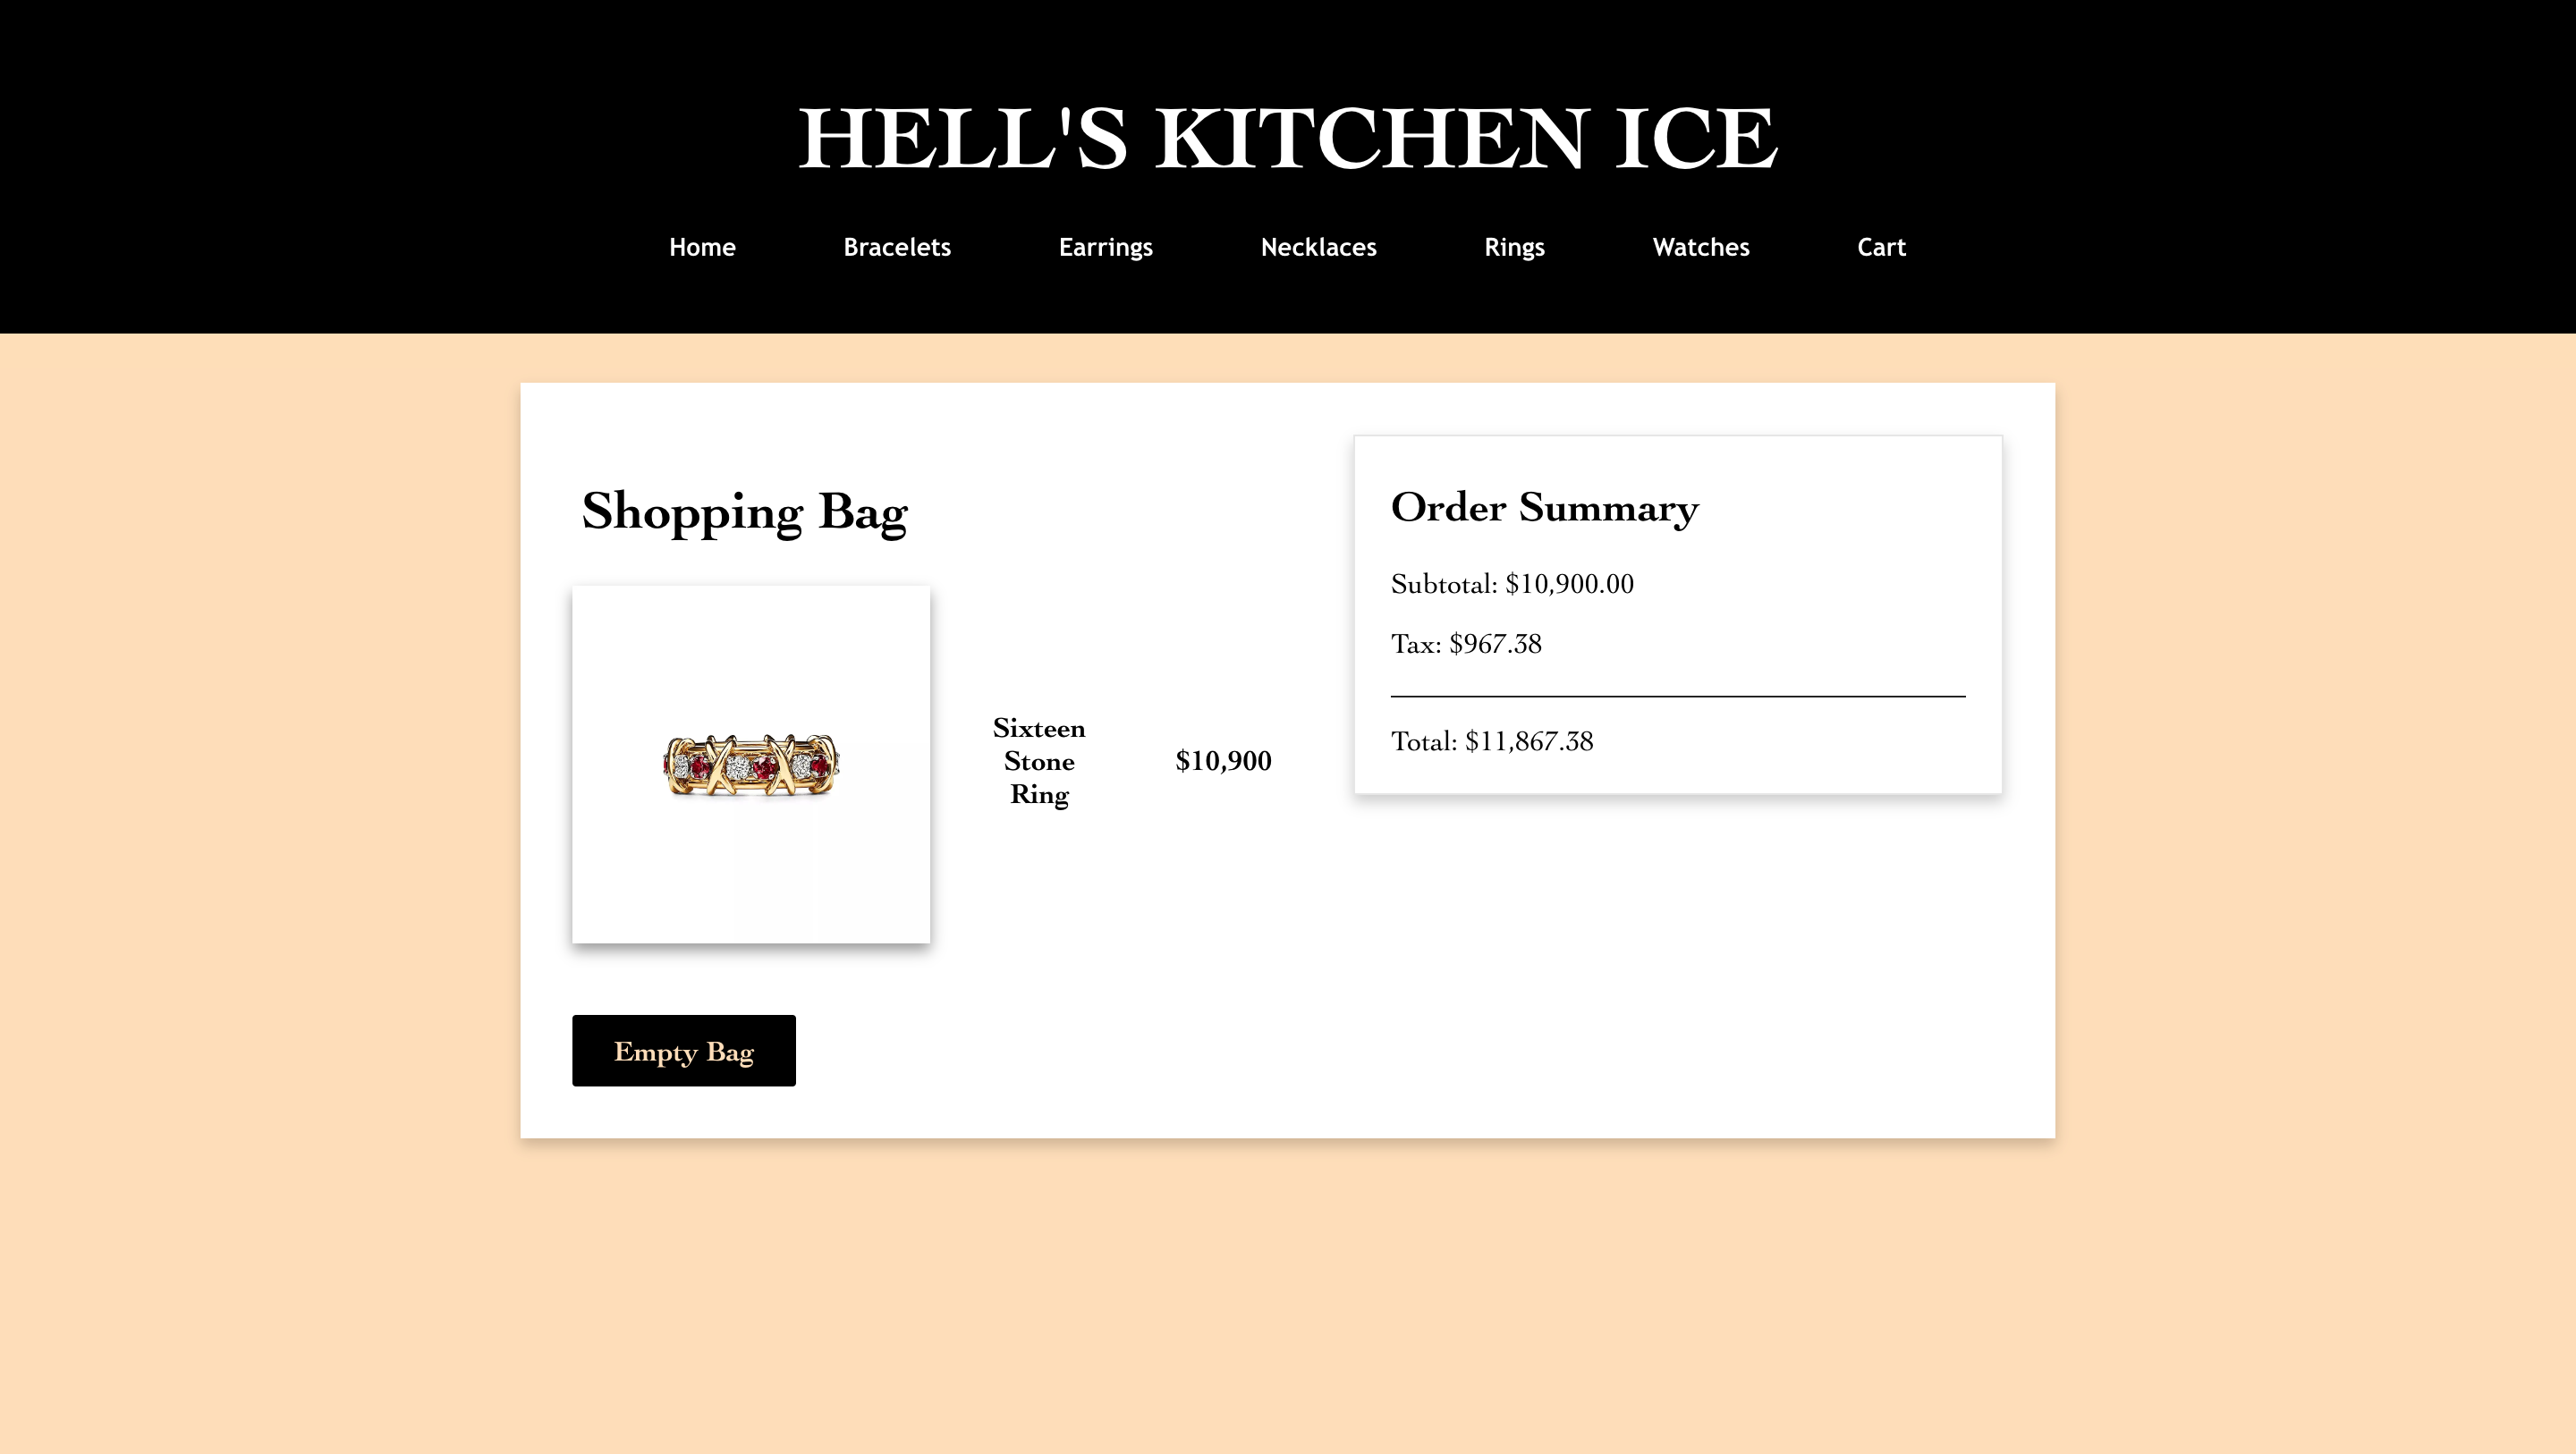 HELL'S KITCHEN ICE
Home Bracelets Earrings Necklaces Rings Watches Cart
Shopping Bag
Sixteen
Stone
Ring
$10,900
Empty Bag
Order Summary
Subtotal: $10,900.00
Tax: $967.38
Total: $11,867.38